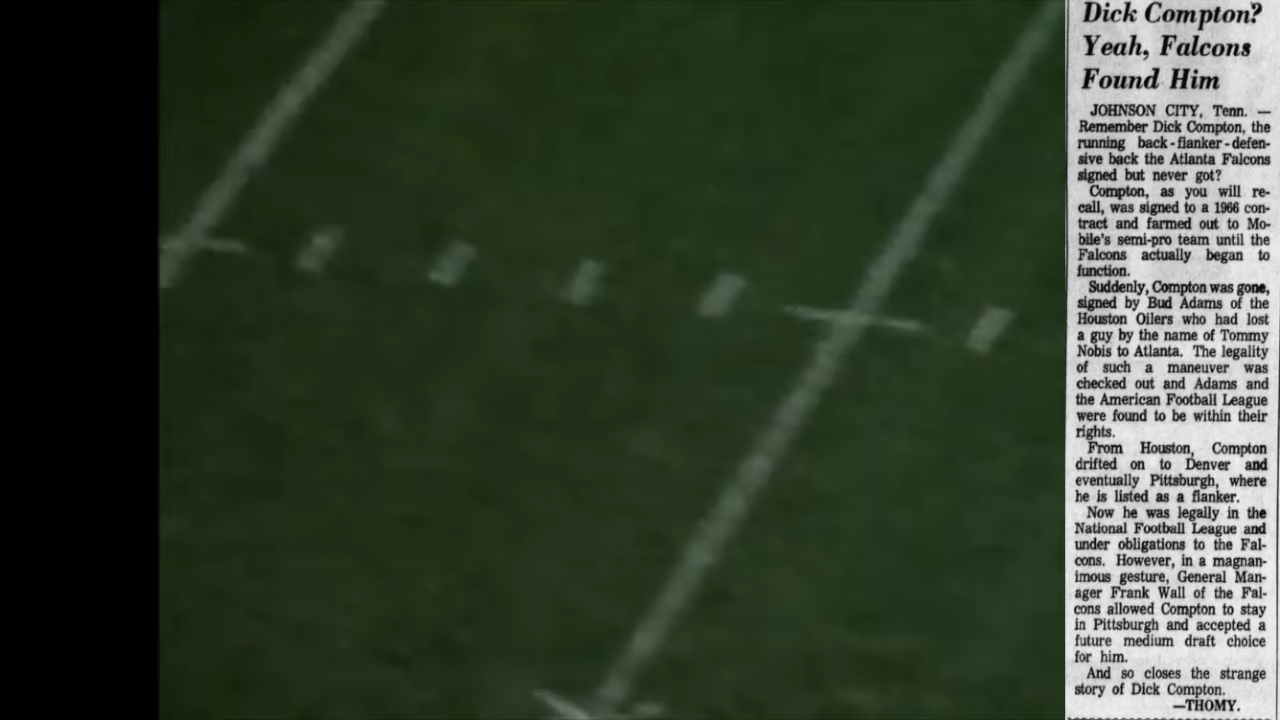 Dick Compton?
Yeah, Falcons
Found Him
JOHNSON CITY, Tenn. —
Remember Dick Compton, the
running back-flanker-defen-
sive back the Atlanta Falcons
signed but never got?
Compton, as you will re-
call, was signed to a 1966 con-
tract and farmed out to Mo-
bile's semi-pro team until the
Falcons actually began to
function.
Suddenly, Compton was gone,
signed by Bud Adams of the
Houston Oilers who had lost
a guy by the name of Tommy
Nobis to Atlanta. The legality
of such a maneuver was
checked out and Adams and
the American Football League
were found to be within their
rights.
From Houston, Compton
drifted on to Denver and
eventually Pittsburgh, where
he is listed as a flanker.
Now he was legally in the
National Football League and
under obligations to the Fal-
cons. However, in a magnan-
imous gesture, General Man-
ager Frank Wall of the Fal-
cons allowed Compton to stay
in Pittsburgh and accepted a
future medium draft choice
for him.
And so closes the strange
story of Dick Compton.
—THOMY.